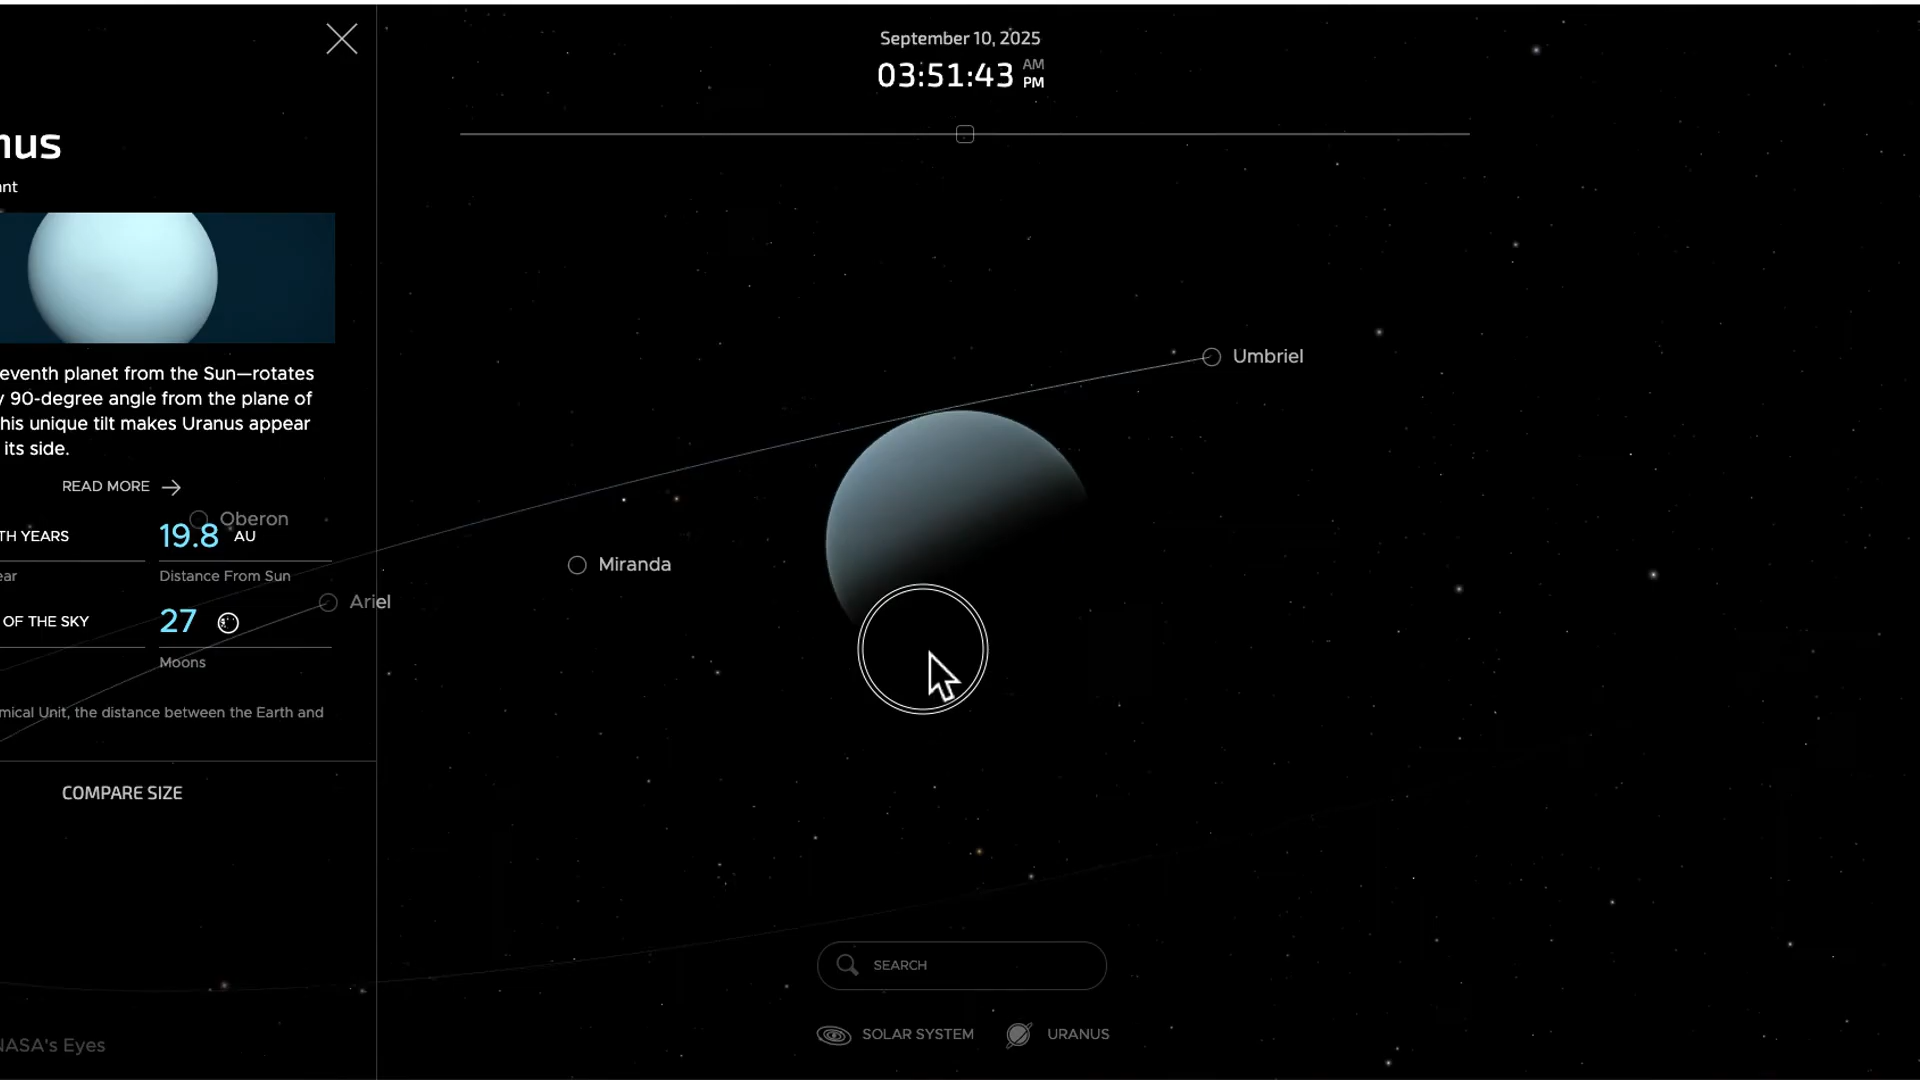 September 10, 2025
03:51:43 AM
PM
nus
ant
eventh planet from the Sun—rotates
y 90-degree angle from the plane of
his unique tilt makes Uranus appear
its side.
READ MORE
TH YEARS
19.8 AU
ear
Distance From Sun
OF THE SKY
27
Moons
mical Unit, the distance between the Earth and
COMPARE SIZE
NASA's Eyes
Umbriel
Oberon
Miranda
Ariel
SEARCH
SOLAR SYSTEM
URANUS